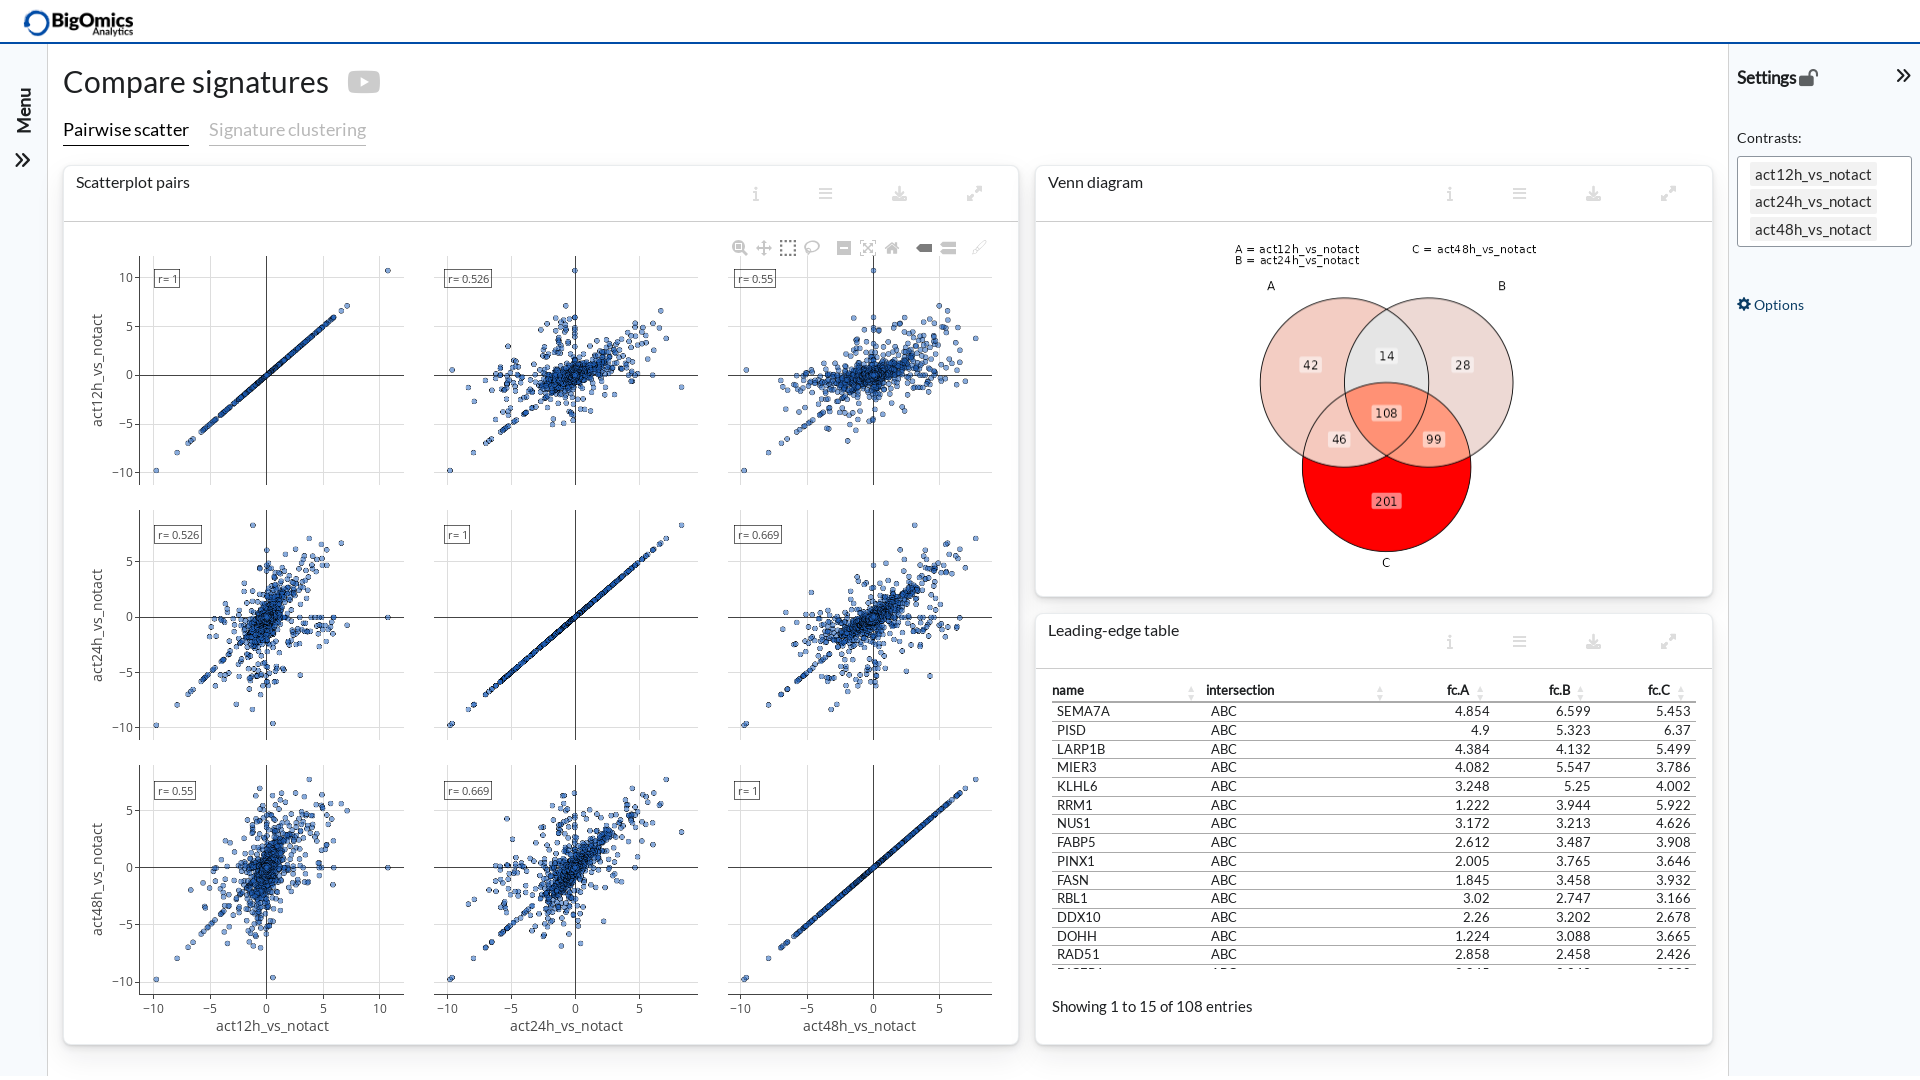 BigOmics
Analytics
Menu
Compare signatures
Pairwise scatter
Signature clustering
Scatterplot pairs
r= 1
r= 0.526
r= 0.55
10
5
0
−5
−10
act12h_vs_notact
r= 0.526
r= 1
r= 0.669
5
0
−5
−10
act24h_vs_notact
r= 0.55
r= 0.669
r= 1
5
0
−5
−10
act48h_vs_notact
−10 −5 0 5 10
−10 −5 0 5
−10 −5 0 5
act12h_vs_notact
act24h_vs_notact
act48h_vs_notact
Venn diagram
A = act12h_vs_notact
B = act24h_vs_notact
C = act48h_vs_notact
A
B
42
14
28
108
46
99
201
C
Leading-edge table
name intersection fc.A fc.B fc.C
SEMA7A ABC 4.854 6.599 5.453
PISD ABC 4.9 5.323 6.37
LARP1B ABC 4.384 4.132 5.499
MIER3 ABC 4.082 5.547 3.786
KLHL6 ABC 3.248 5.25 4.002
RRM1 ABC 1.222 3.944 5.922
NUS1 ABC 3.172 3.213 4.626
FABP5 ABC 2.612 3.487 3.908
PINX1 ABC 2.005 3.765 3.646
FASN ABC 1.845 3.458 3.932
RBL1 ABC 3.02 2.747 3.166
DDX10 ABC 2.26 3.202 2.678
DOHH ABC 1.224 3.088 3.665
RAD51 ABC 2.858 2.458 2.426
Showing 1 to 15 of 108 entries
Settings
Contrasts:
act12h_vs_notact
act24h_vs_notact
act48h_vs_notact
Options